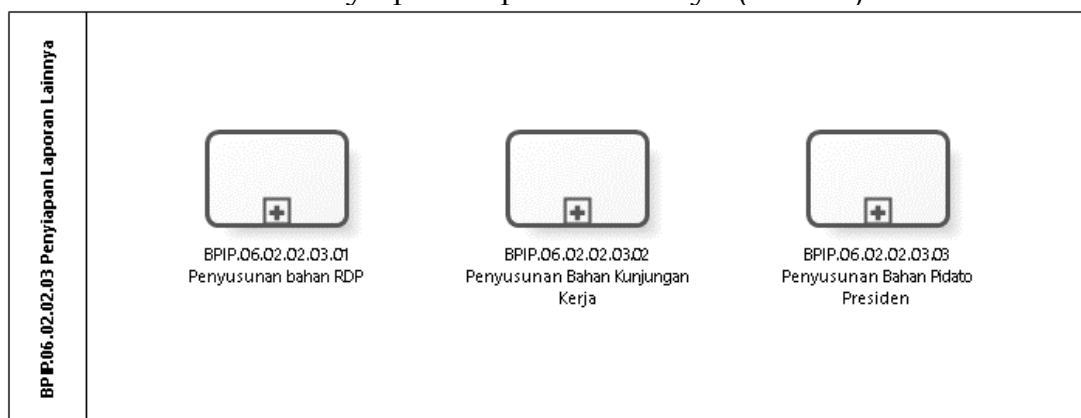 BPIP.06.02.02.03 Penyiapan Laporan Lainnya
BPIP.06.02.02.03.01
Penyusunan bahan RDP
BPIP.06.02.02.03.02
Penyusunan Bahan Kunjungan
Kerja
BPIP.06.02.02.03.03
Penyusunan Bahan Pidato
Presiden